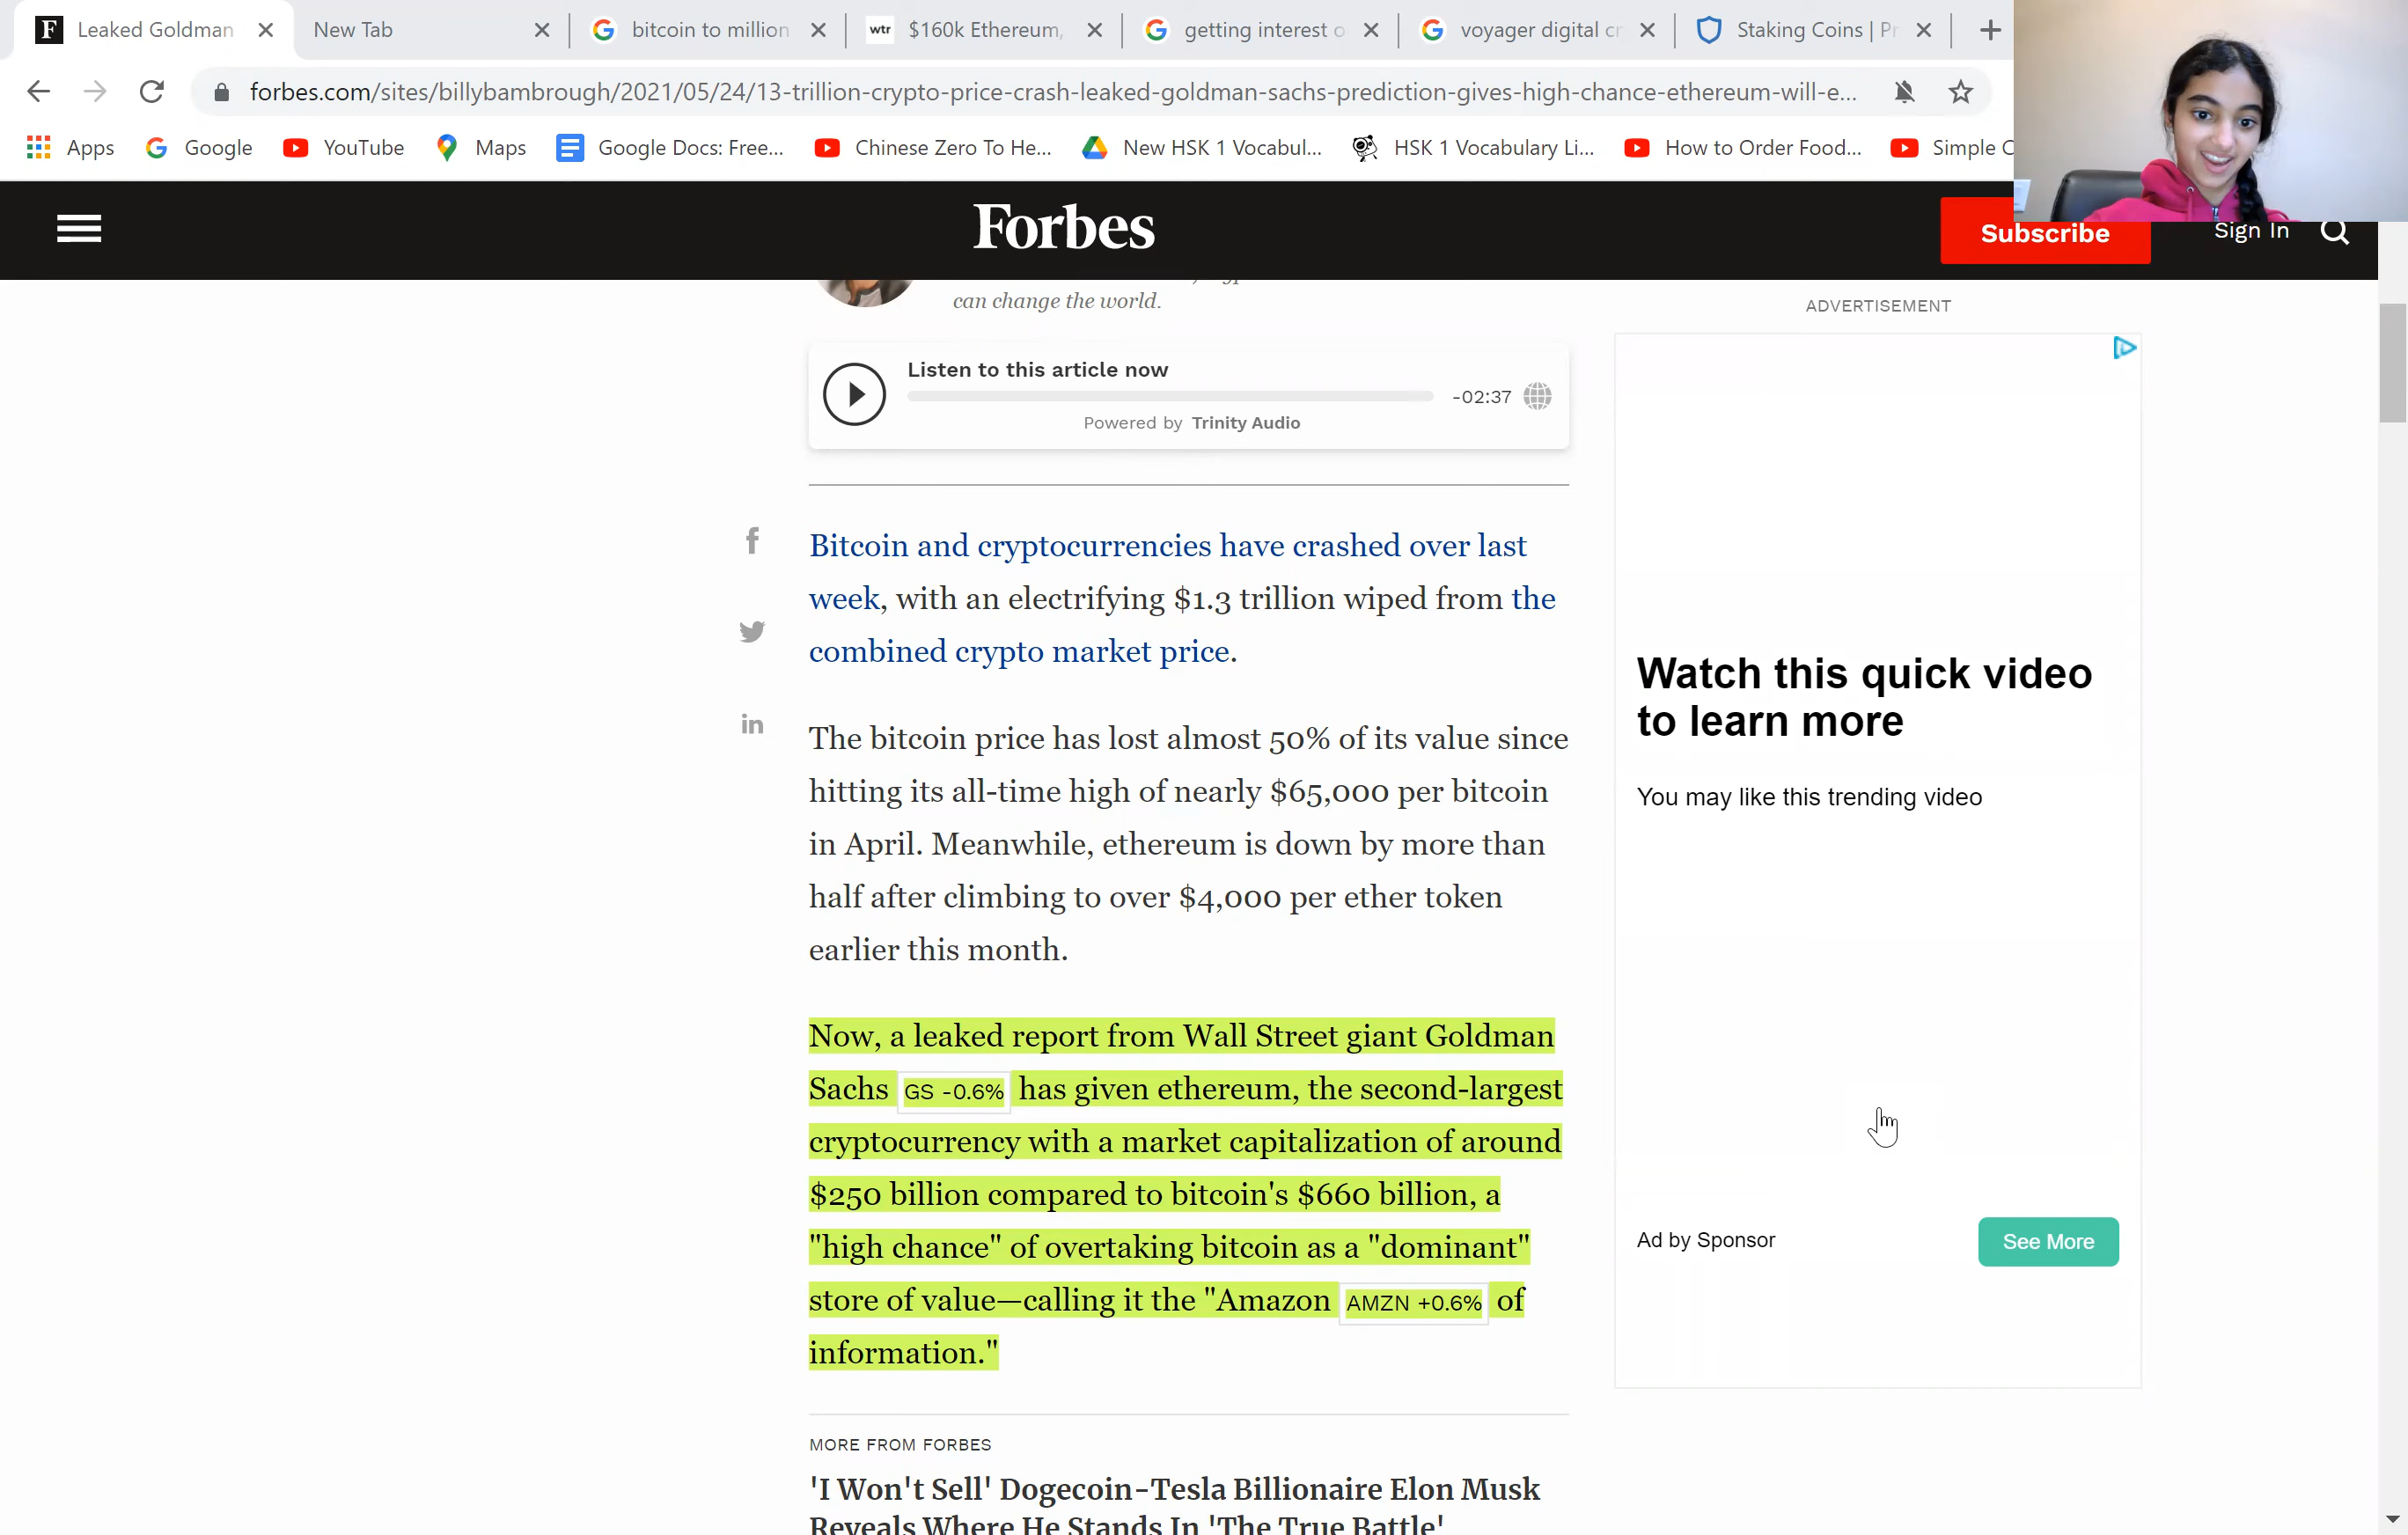 Leaked Goldman
New Tab
bitcoin to million
wtr $160k Ethereum,
getting interest o
voyager digital cr
Staking Coins | Pr
forbes.com/sites/billybambrough/2021/05/24/13-trillion-crypto-price-crash-leaked-goldman-sachs-prediction-gives-high-chance-ethereum-will-e...
Apps
Google
YouTube
Maps
Google Docs: Free...
Chinese Zero To He...
New HSK 1 Vocabul...
HSK 1 Vocabulary Li...
How to Order Food...
Simple C
Forbes
Subscribe
Sign In
can change the world.
Listen to this article now
-02:37
Powered by Trinity Audio
Bitcoin and cryptocurrencies have crashed over last
week, with an electrifying $1.3 trillion wiped from the
combined crypto market price.
The bitcoin price has lost almost 50% of its value since
hitting its all-time high of nearly $65,000 per bitcoin
in April. Meanwhile, ethereum is down by more than
half after climbing to over $4,000 per ether token
earlier this month.
Now, a leaked report from Wall Street giant Goldman
Sachs GS -0.6% has given ethereum, the second-largest
cryptocurrency with a market capitalization of around
$250 billion compared to bitcoin's $660 billion, a
"high chance" of overtaking bitcoin as a "dominant"
store of value—calling it the "Amazon AMZN +0.6% of
information."
MORE FROM FORBES
'I Won't Sell' Dogecoin-Tesla Billionaire Elon Musk
Reveals Where He Stands In 'The True Battle'
ADVERTISEMENT
Watch this quick video
to learn more
You may like this trending video
Ad by Sponsor
See More